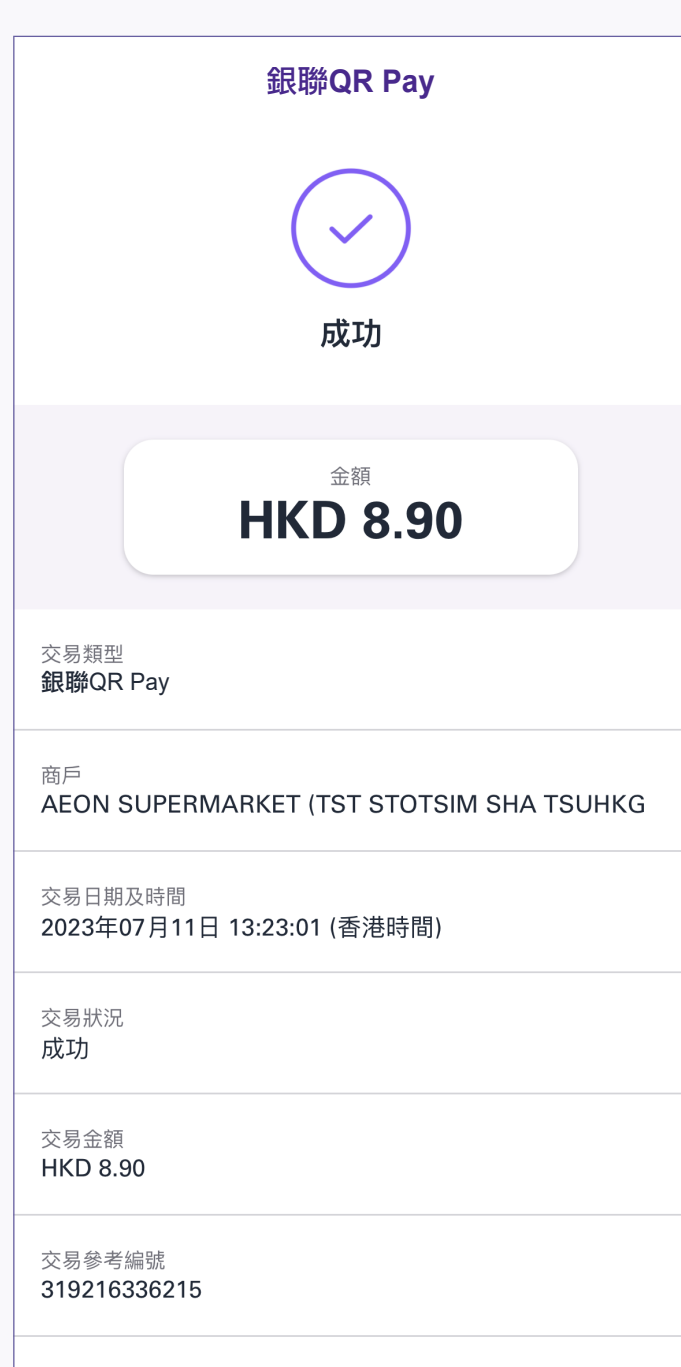 銀聯QR Pay
成功
金額
HKD 8.90
交易類型
銀聯QR Pay
商戶
AEON SUPERMARKET (TST STOTSIM SHA TSUHKG
交易日期及時間
2023年07月11日 13:23:01 (香港時間)
交易狀況
成功
交易金額
HKD 8.90
交易參考編號
319216336215